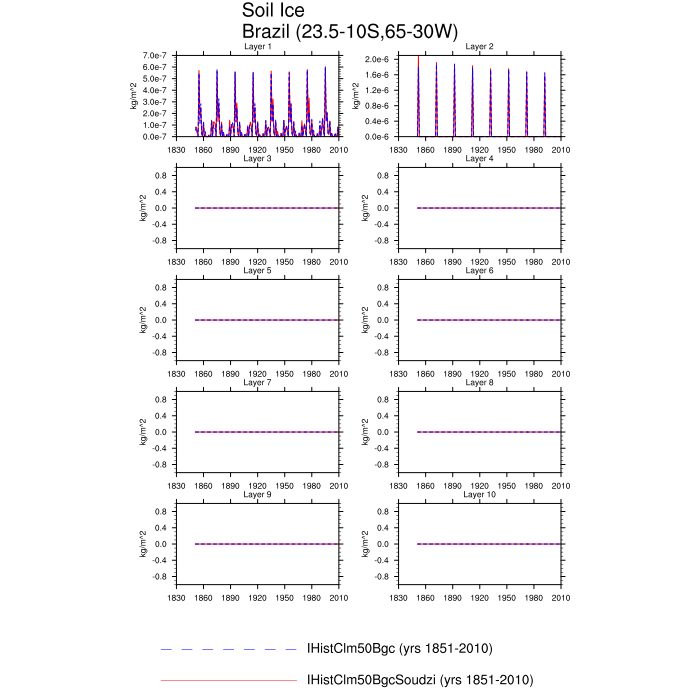 Soil Ice
Brazil (23.5-10S,65-30W)
Layer 1
Layer 2
7.0e-7
6.0e-7
5.0e-7
4.0e-7
3.0e-7
2.0e-7
1.0e-7
0.0e-7
kg/m^2
1830 1860 1890 1920 1950 1980 2010
2.0e-6
1.6e-6
1.2e-6
0.8e-6
0.4e-6
0.0e-6
kg/m^2
1830 1860 1890 1920 1950 1980 2010
Layer 3
Layer 4
0.8
0.4
0.0
-0.4
-0.8
kg/m^2
1830 1860 1890 1920 1950 1980 2010
0.8
0.4
0.0
-0.4
-0.8
kg/m^2
1830 1860 1890 1920 1950 1980 2010
Layer 5
Layer 6
0.8
0.4
0.0
-0.4
-0.8
kg/m^2
1830 1860 1890 1920 1950 1980 2010
0.8
0.4
0.0
-0.4
-0.8
kg/m^2
1830 1860 1890 1920 1950 1980 2010
Layer 7
Layer 8
0.8
0.4
0.0
-0.4
-0.8
kg/m^2
1830 1860 1890 1920 1950 1980 2010
0.8
0.4
0.0
-0.4
-0.8
kg/m^2
1830 1860 1890 1920 1950 1980 2010
Layer 9
Layer 10
0.8
0.4
0.0
-0.4
-0.8
kg/m^2
1830 1860 1890 1920 1950 1980 2010
0.8
0.4
0.0
-0.4
-0.8
kg/m^2
1830 1860 1890 1920 1950 1980 2010
IHistClm50Bgc (yrs 1851-2010)
IHistClm50BgcSoudzi (yrs 1851-2010)